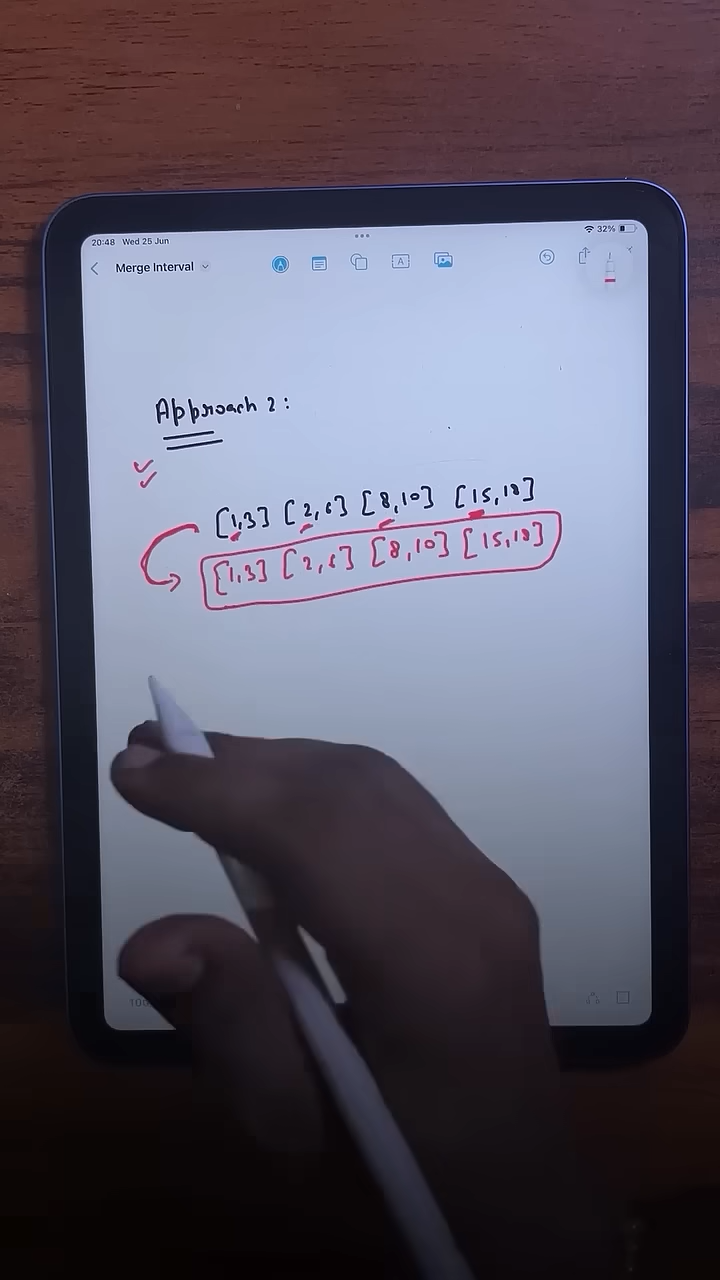 20:48 Wed 25 Jun
32%
Merge Interval
A
Approach 2:
[1,3] [2,6] [8,10] [15,18]
[1,3] [2,6] [8,10] [15,18]